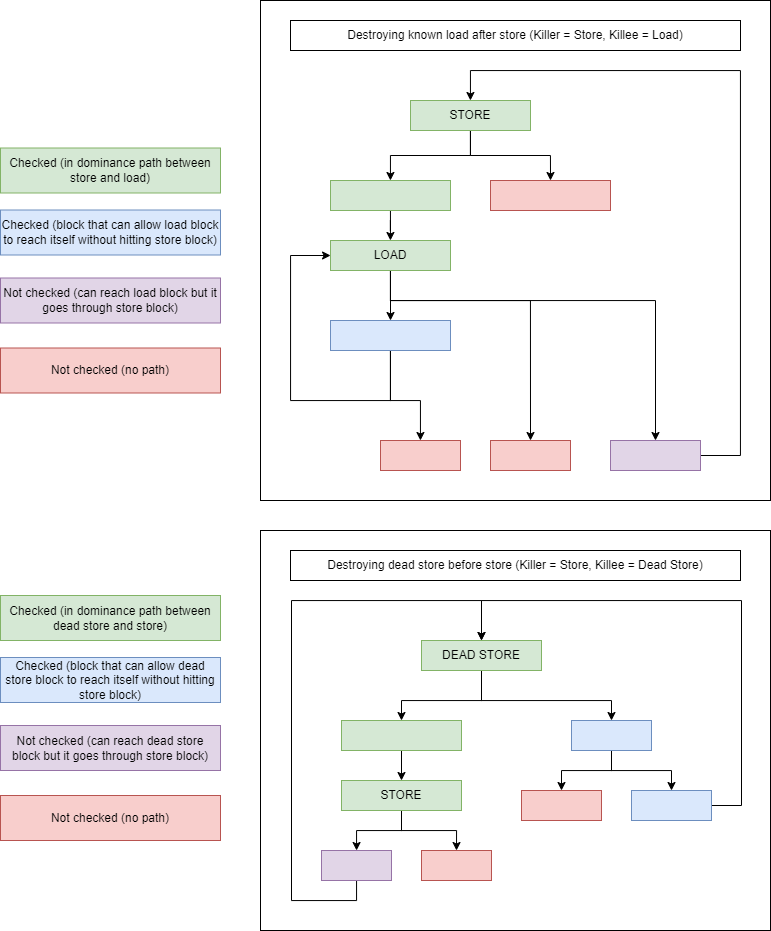 Destroying known load after store (Killer = Store, Killee = Load)
STORE
Checked (in dominance path between
store and load)
Checked (block that can allow load block
to reach itself without hitting store block)
LOAD
Not checked (can reach load block but it
goes through store block)
Not checked (no path)
Destroying dead store before store (Killer = Store, Killee = Dead Store)
Checked (in dominance path between
dead store and store)
DEAD STORE
Checked (block that can allow dead
store block to reach itself without hitting
store block)
Not checked (can reach dead store
block but it goes through store block)
STORE
Not checked (no path)